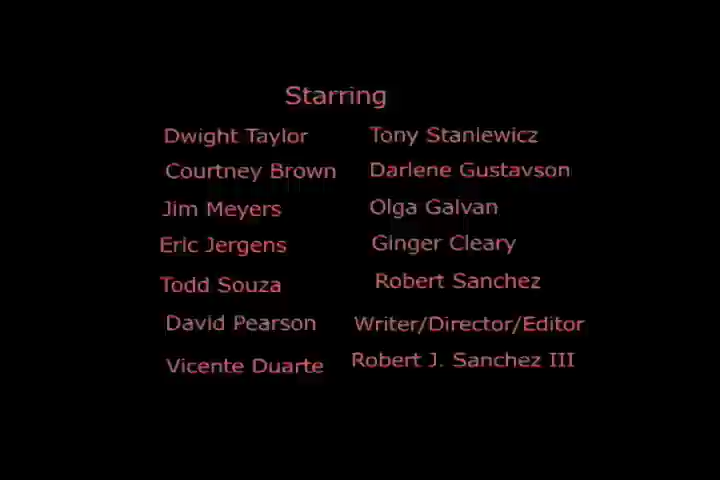 Starring
Dwight Taylor
Courtney Brown
Jim Meyers
Eric Jergens
Todd Souza
David Pearson
Vicente Duarte
Tony Staniewicz
Darlene Gustavson
Olga Galvan
Ginger Cleary
Robert Sanchez
Writer/Director/Editor
Robert J. Sanchez III